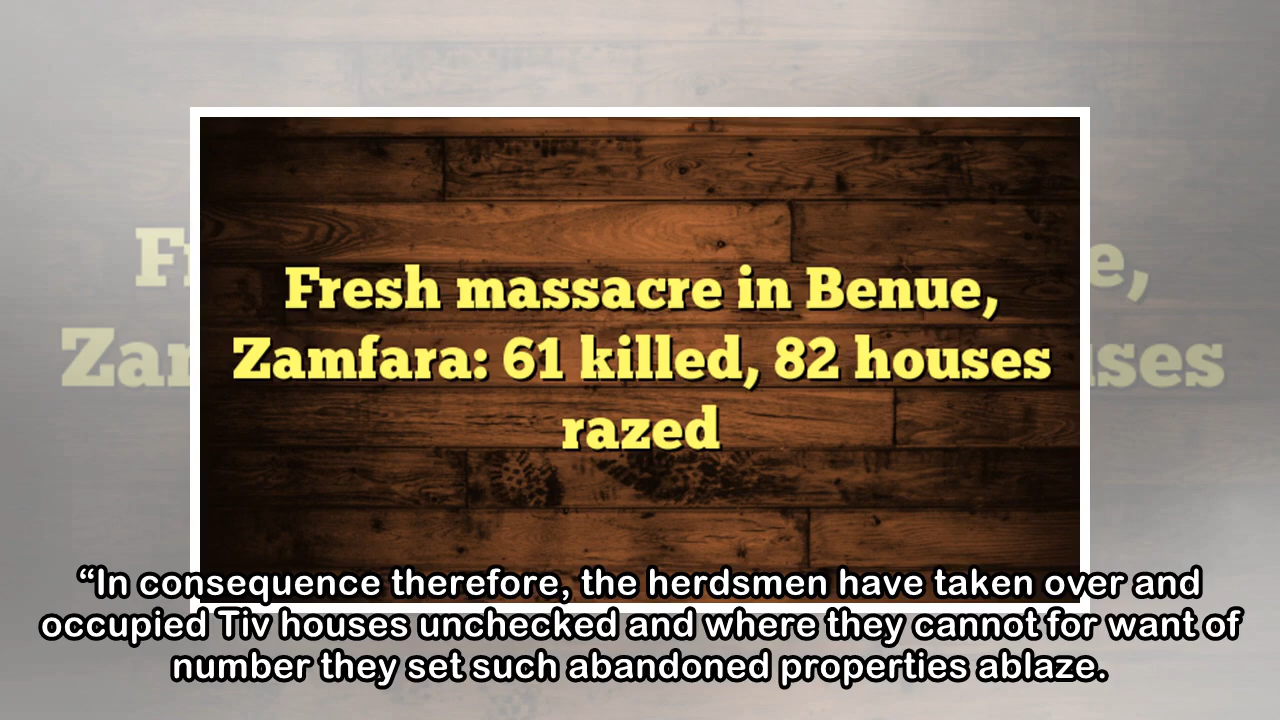 Fresh massacre in Benue,
Zamfara: 61 killed, 82 houses
razed
“In consequence therefore, the herdsmen have taken over and
occupied Tiv houses unchecked and where they cannot for want of
number they set such abandoned properties ablaze.